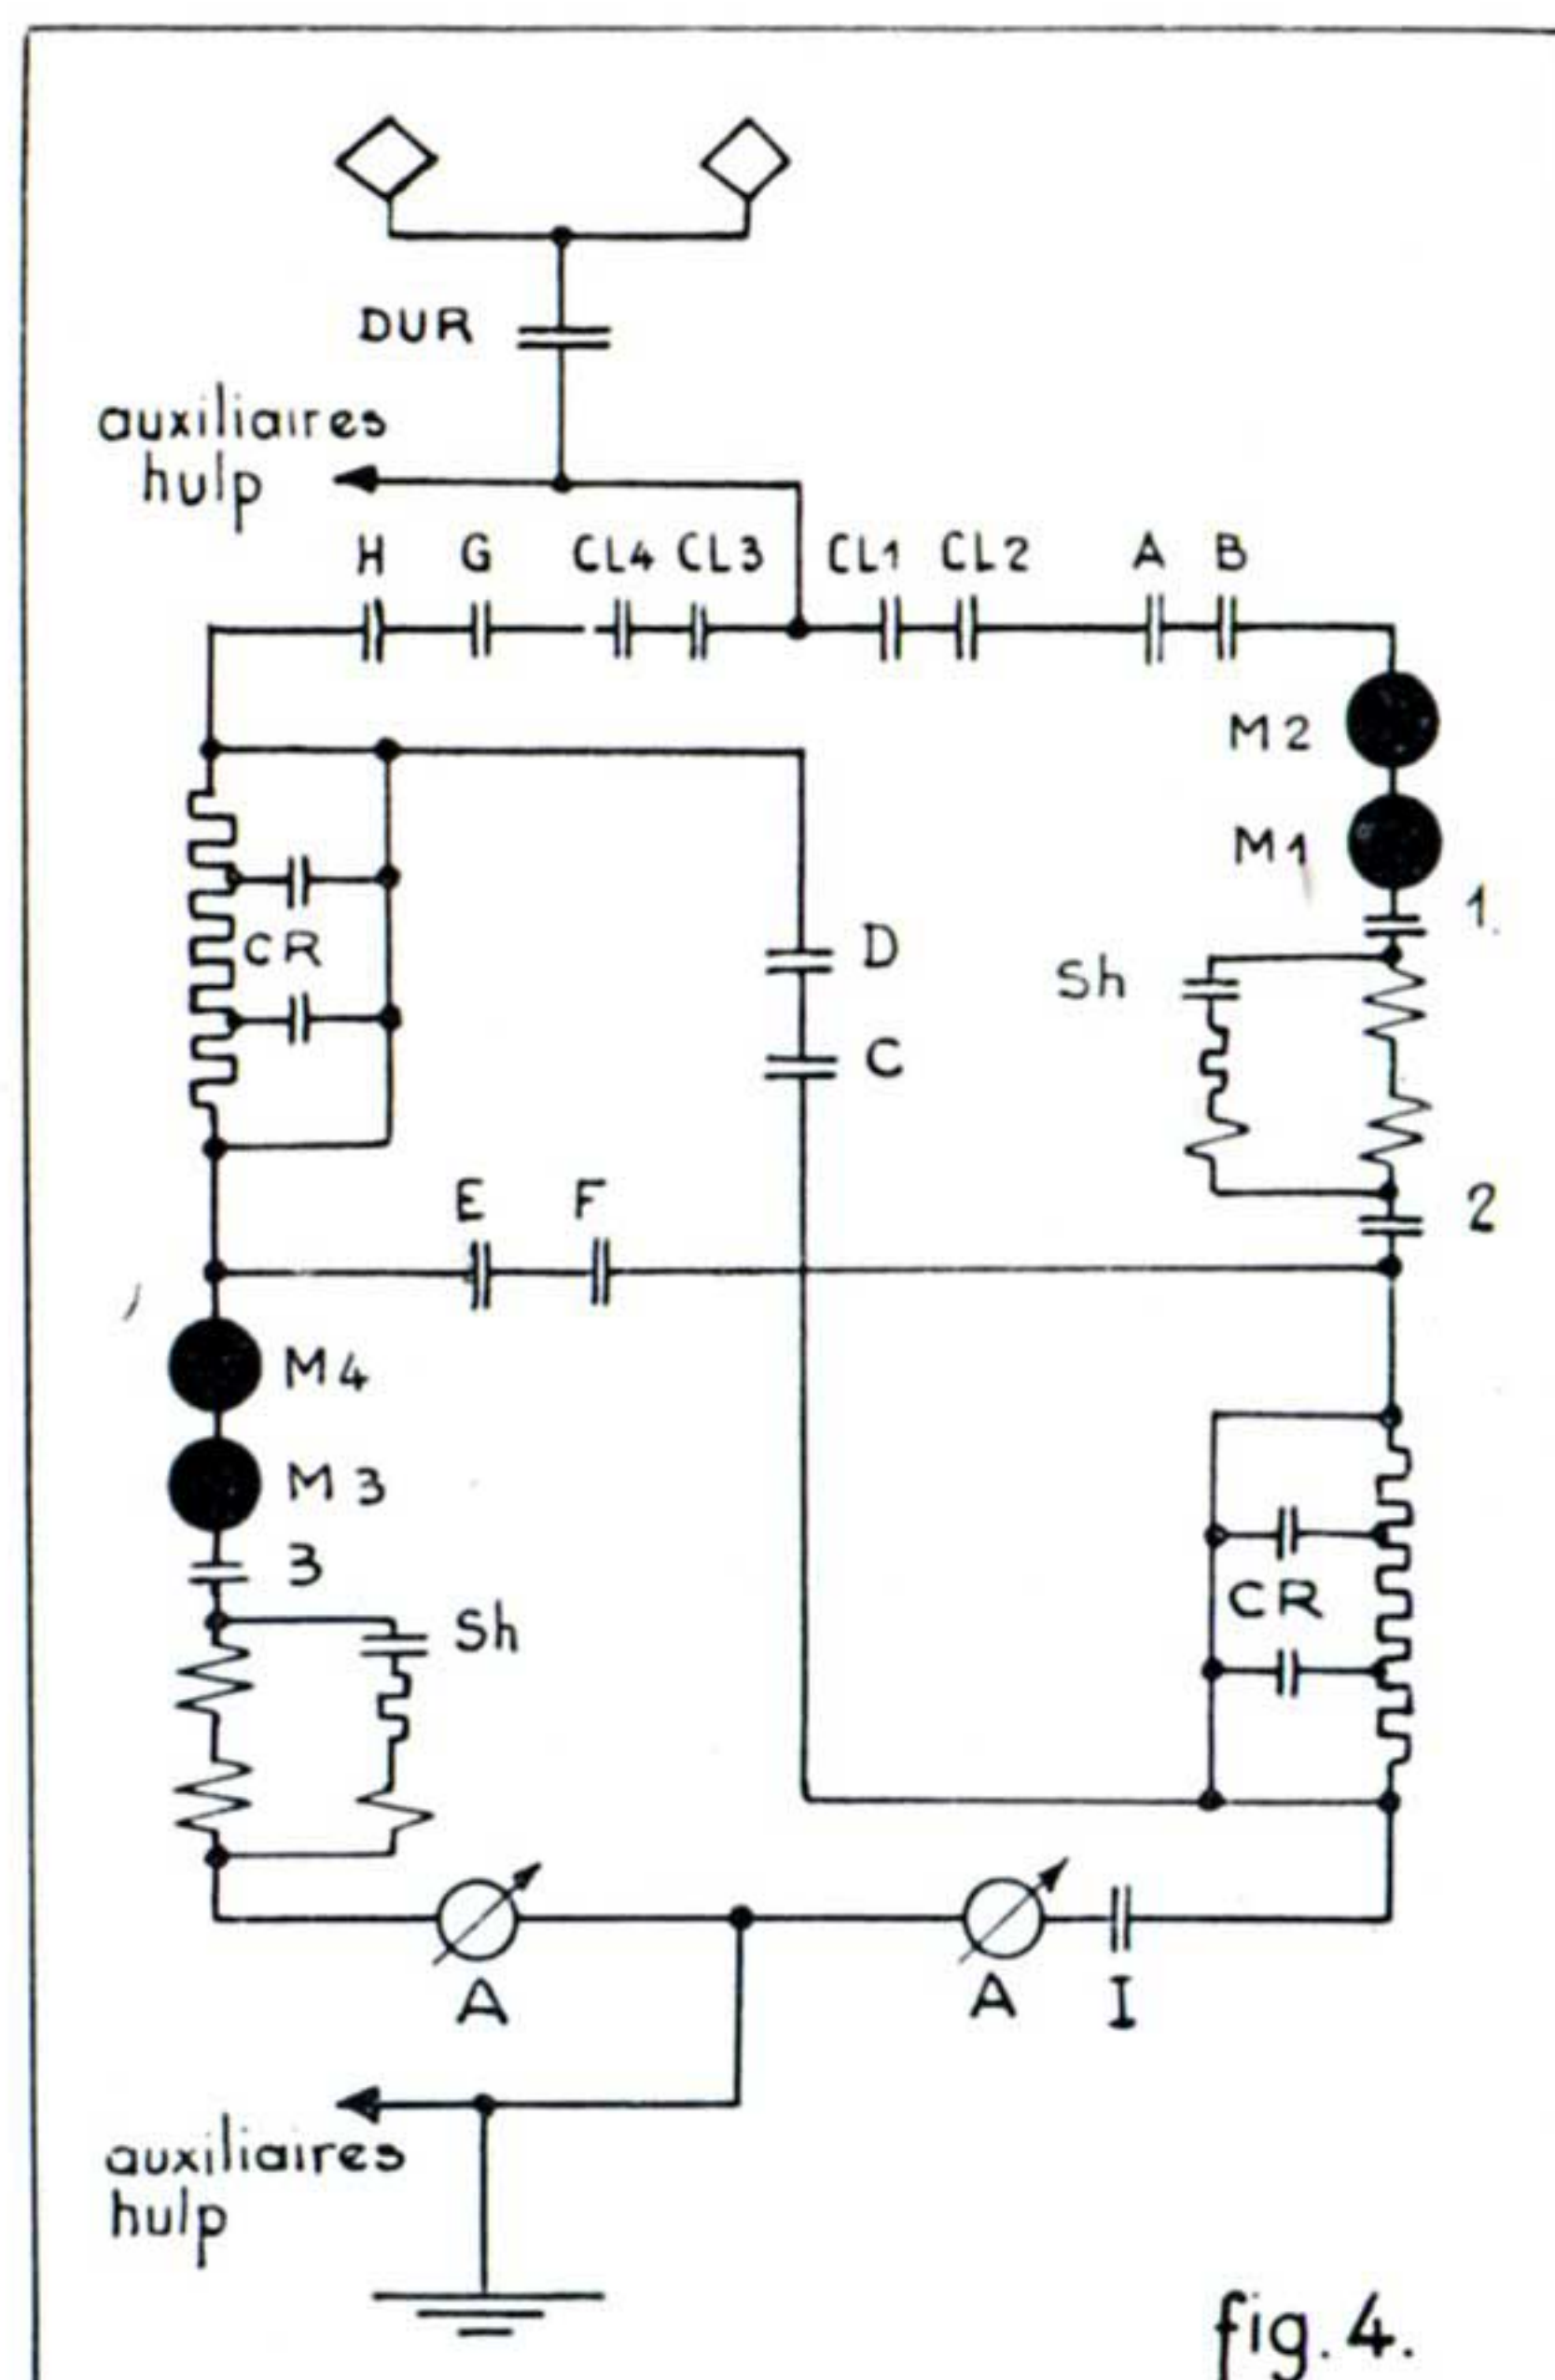 DUR
auxiliaires
hulp
H G CL4 CL3 CL1 CL2 A B
M2
M1
1
CR
D
Sh
C
E F
2
M4
M3
3
CR
Sh
A
A I
auxiliaires
hulp
fig. 4.